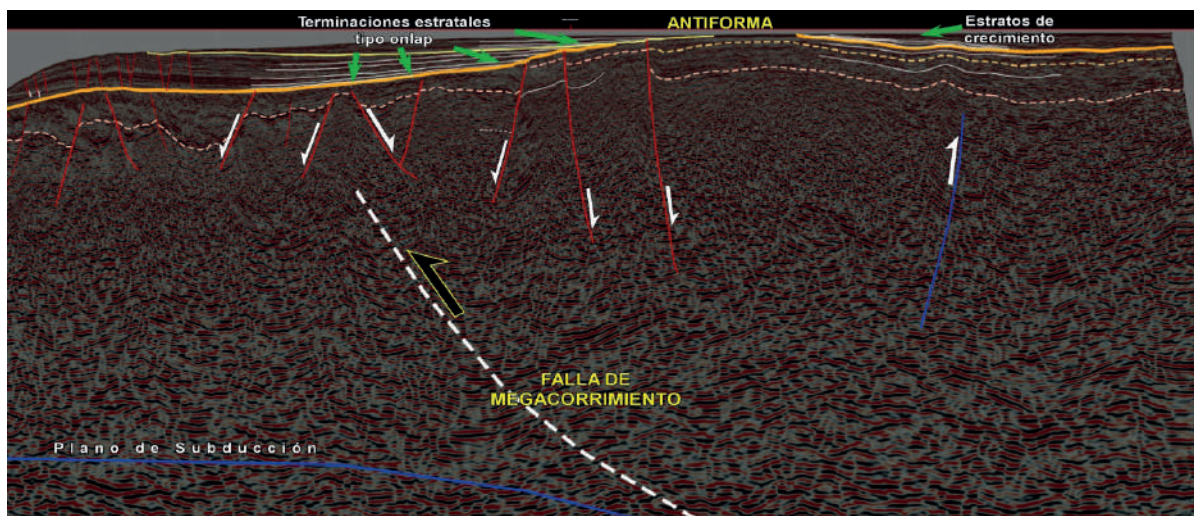 Terminaciones estratales
tipo onlap
ANTIFORMA
Estratos de
crecimiento
FALLA DE
MEGACORRIMIENTO
Plano de Subducción